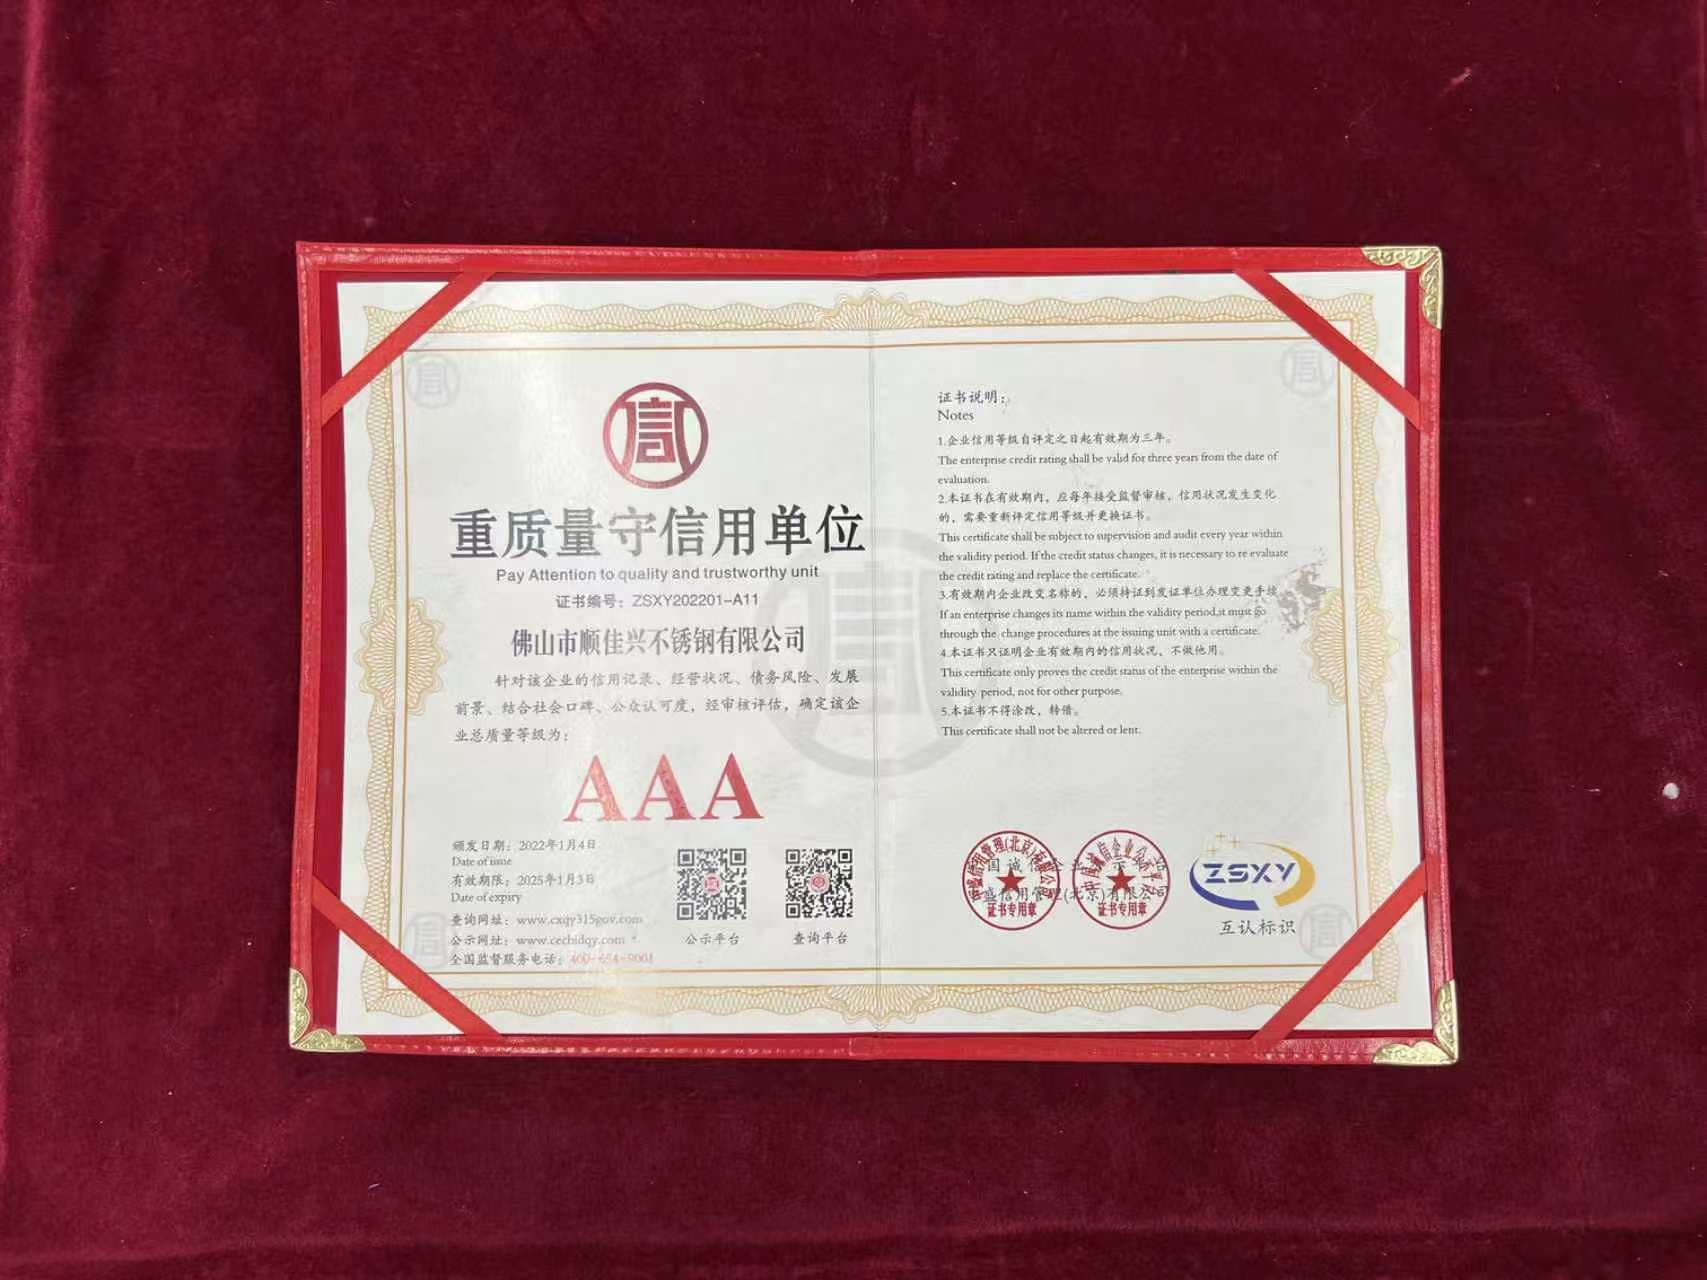 重质量守信用单位
Pay Attention to quality and trustworthy unit
证书编号：ZSXY202201-A11
佛山市顺佳兴不锈钢有限公司
针对该企业的信用记录、经营状况、债务风险、发展
前景、结合社会口碑、公众认可度，经审核评估，确定该企
业总质量等级为：
AAA
颁发日期：2022年1月4日
Date of issue
有效期限：2025年1月3日
Date of expiry
查询网址：www.cxqy315gov.com
公示网址：www.cechidqy.com
全国监督服务电话：400-654-9001
公示平台
查询平台
证书说明：
Notes
1.企业信用等级自评定之日起有效期为三年。
The enterprise credit rating shall be valid for three years from the date of
evaluation.
2.本证书在有效期内，应每年接受监督审核，信用状况发生变化
的，需要重新评定信用等级并更换证书。
This certificate shall be subject to supervision and audit every year within
the validity period. If the credit status changes, it is necessary to re-evaluate
the credit rating and replace the certificate.
3.有效期内企业改变名称的，必须持证到发证单位办理变更手续
If an enterprise changes its name within the validity period,it must go
through the change procedures at the issuing unit with a certificate.
4.本证书只证明企业有效期内的信用状况，不做他用。
This certificate only proves the credit status of the enterprise within the
validity period, not for other purpose.
5.本证书不得涂改，转借。
This certificate shall not be altered or lent.
证书专用章
证书专用章
ZSXY
互认标识